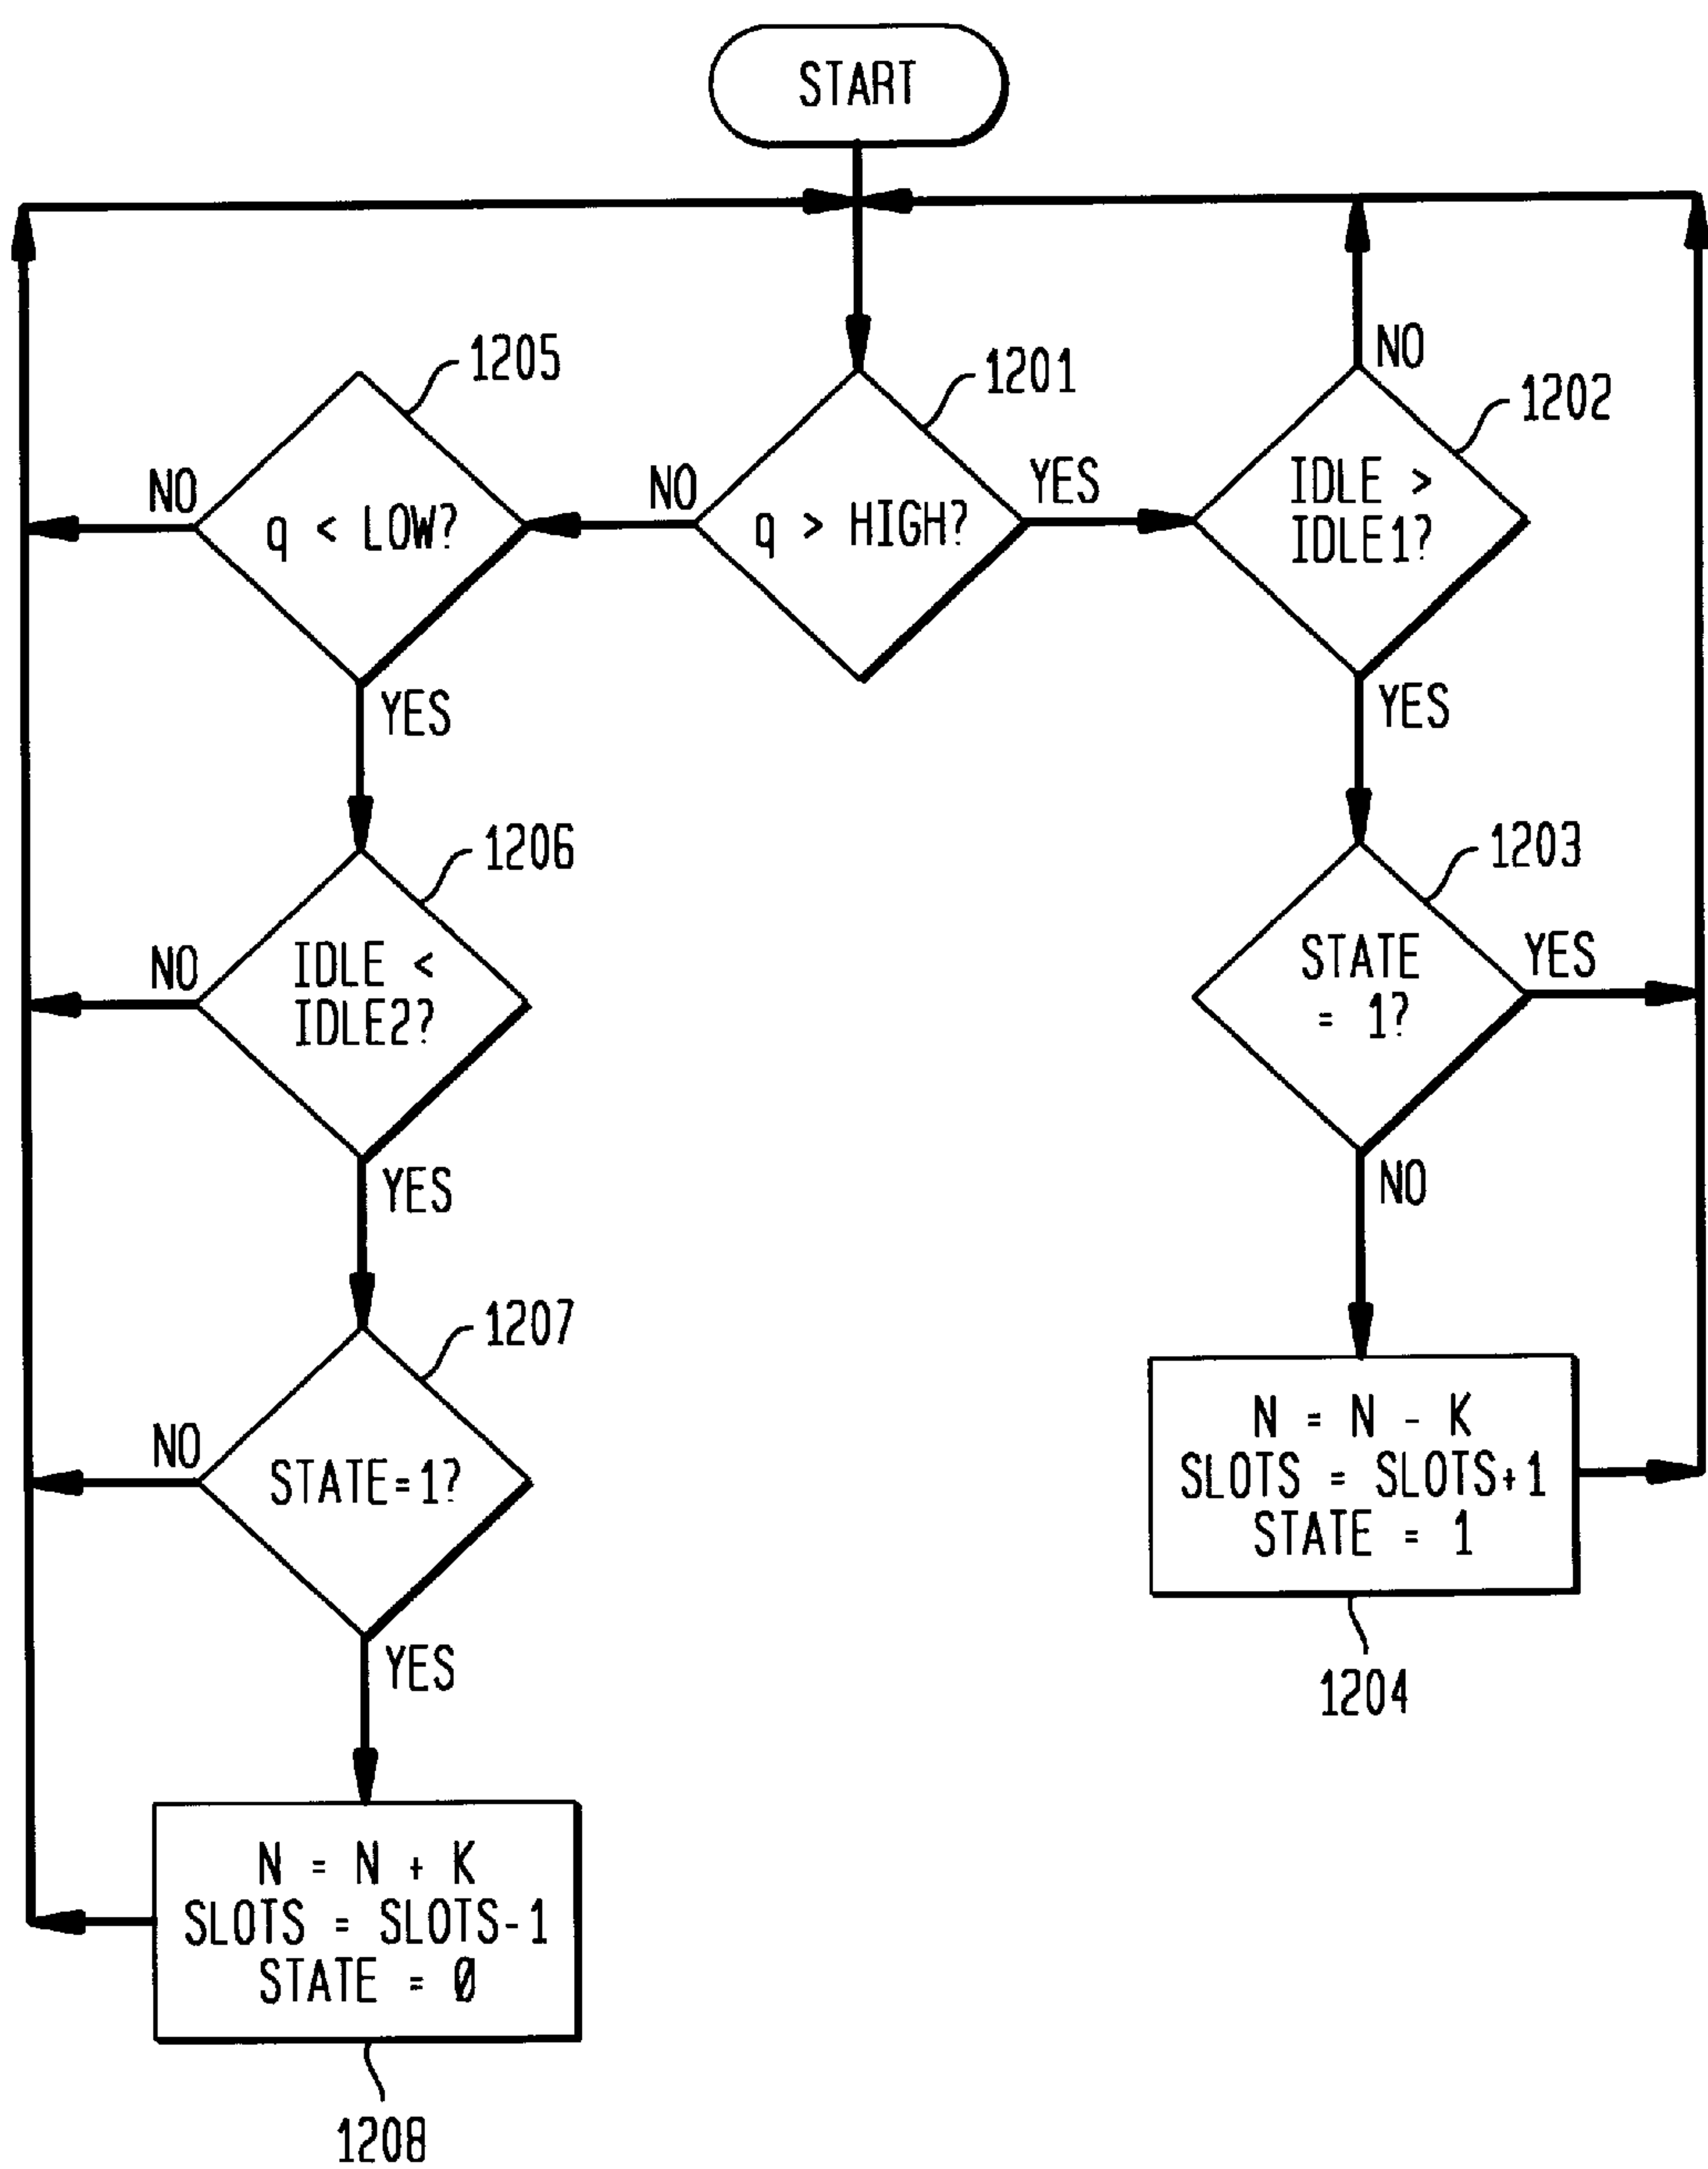 START
1205
1201
1202
NO
q < LOW?
NO
q > HIGH?
YES
NO
IDLE >
IDLE1?
YES
YES
1206
1203
NO
IDLE <
IDLE2?
STATE
= 1?
YES
YES
NO
1207
NO
STATE=1?
N = N - K
SLOTS = SLOTS+1
STATE = 1
YES
1204
N = N + K
SLOTS = SLOTS-1
STATE = Ø
1208